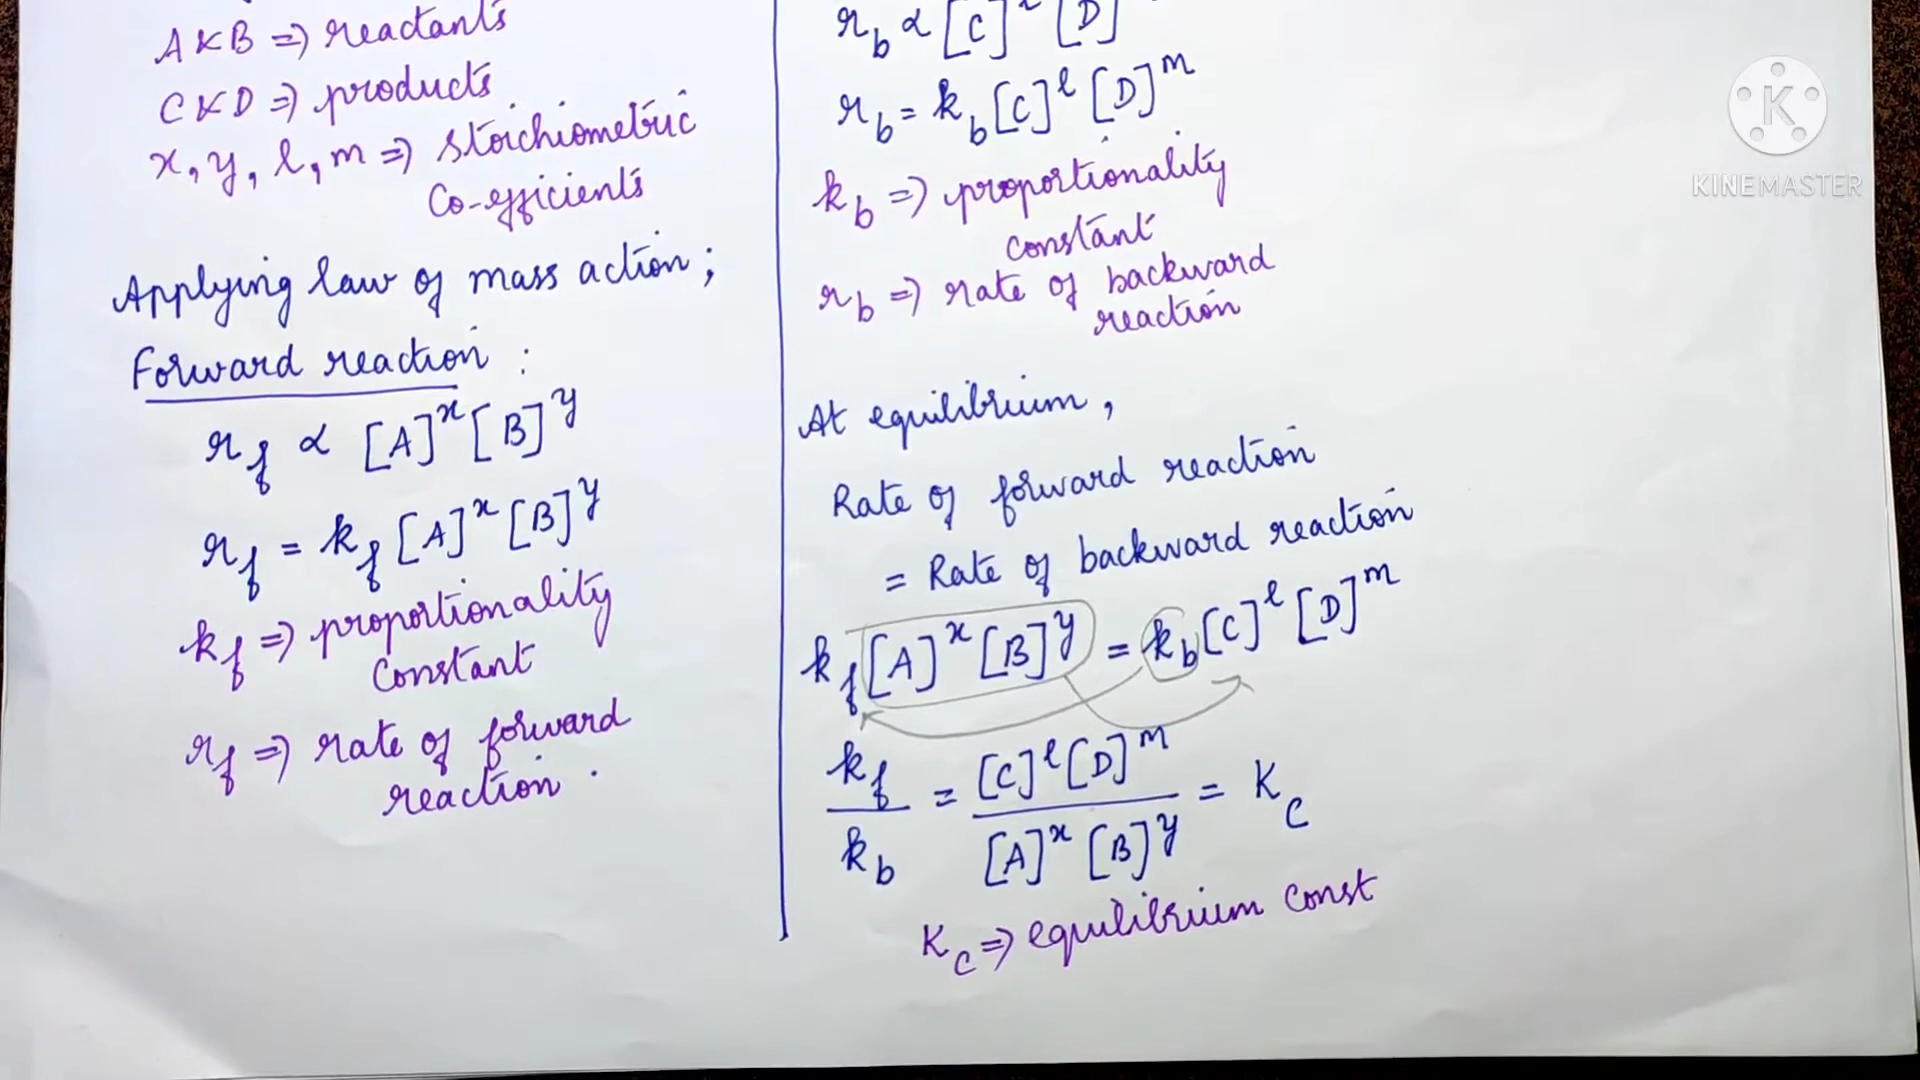 A & B => reactants
C & D => products
x, y, l, m => stoichiometric
Co-efficients
Applying law of mass action;
Forward reaction :
r_f ∝ [A]^x [B]^y
r_f = k_f [A]^x [B]^y
k_f => proportionality
constant
r_f => rate of forward
reaction.
r_b ∝ [C]^l [D]
r_b = k_b [C]^l [D]^m
k_b => proportionality
constant
r_b => rate of backward
reaction
At equilibrium,
Rate of forward reaction
= Rate of backward reaction
k_f [A]^x [B]^y = k_b [C]^l [D]^m
k_f / k_b = [C]^l [D]^m / [A]^x [B]^y = K_c
K_c => equilibrium const
K
KINEMASTER